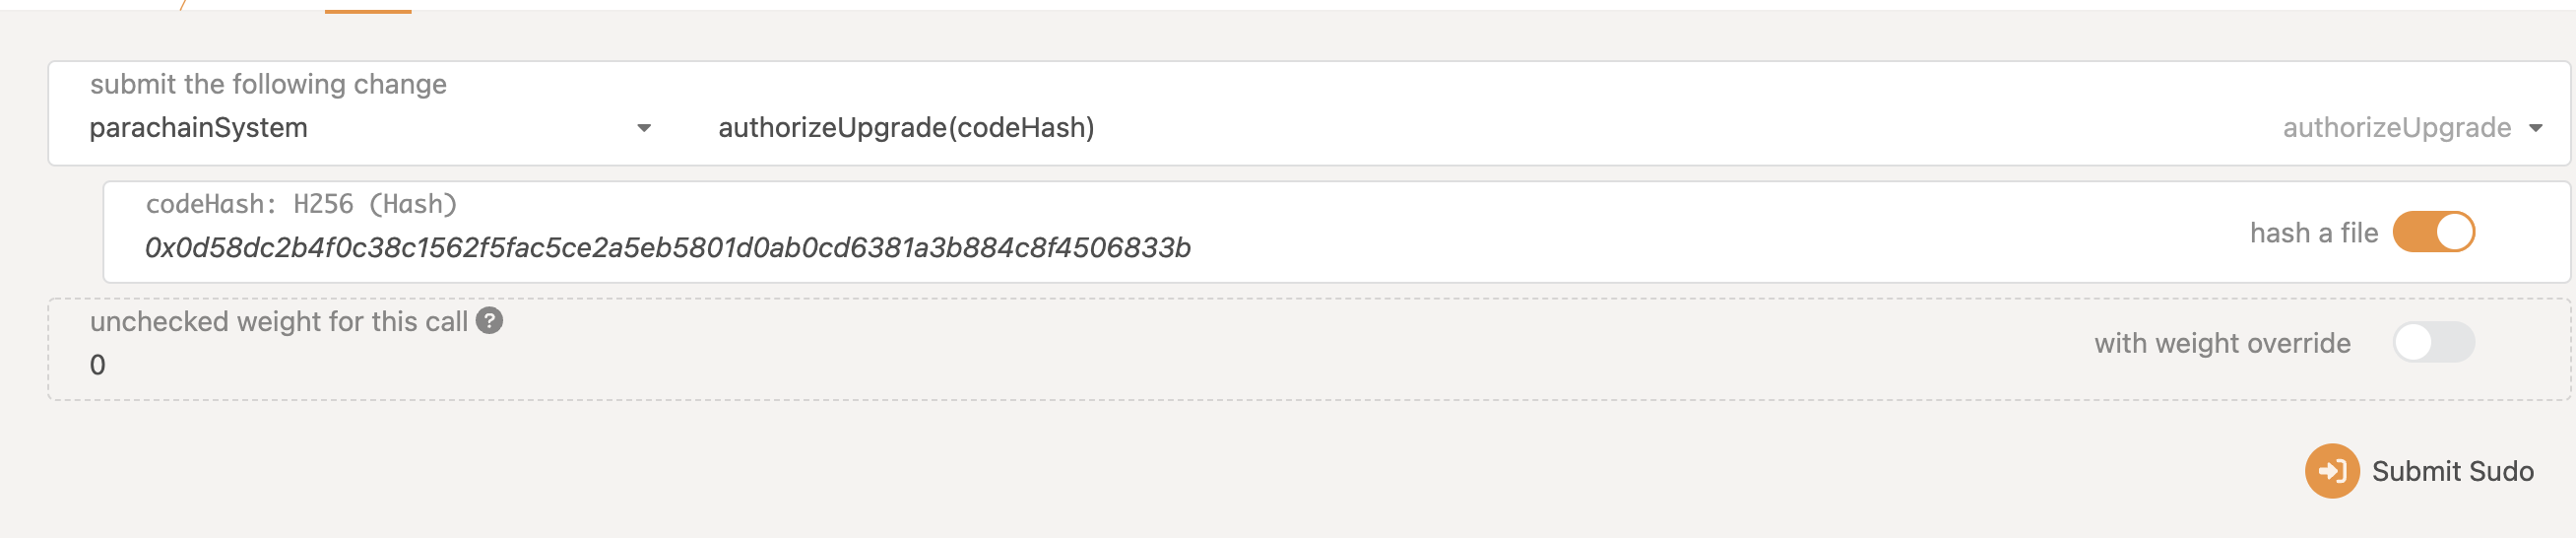 submit the following change
parachainSystem authorizeUpgrade(codeHash) authorizeUpgrade
codeHash: H256 (Hash)
0x0d58dc2b4f0c38c1562f5fac5ce2a5eb5801d0ab0cd6381a3b884c8f4506833b
hash a file
unchecked weight for this call ?
0
with weight override
Submit Sudo